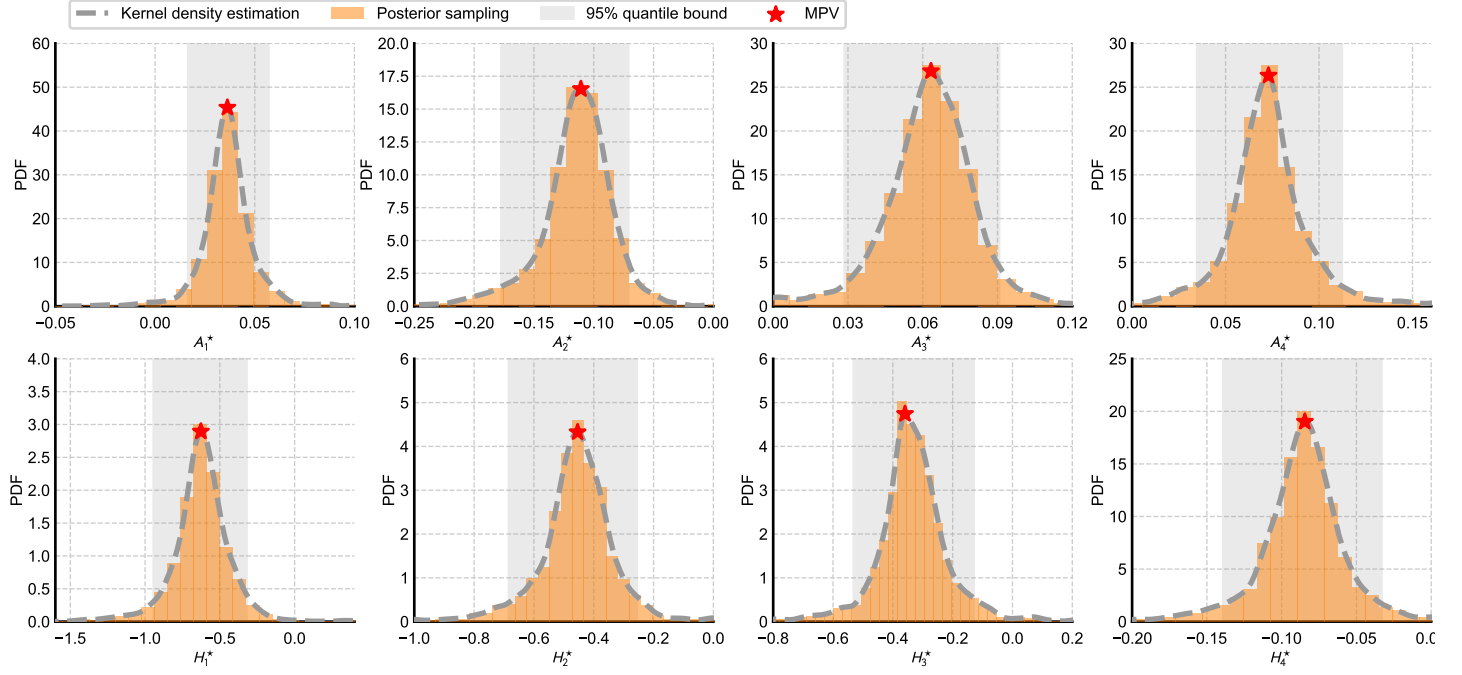 Kernel density estimation Posterior sampling 95% quantile bound MPV
60
50
40
30
20
10
0
PDF
−0.05 0.00 0.05 0.10
A₁⋆
20.0
17.5
15.0
12.5
10.0
7.5
5.0
2.5
0.0
PDF
−0.25 −0.20 −0.15 −0.10 −0.05 0.00
A₂⋆
30
25
20
15
10
5
0
PDF
0.00 0.03 0.06 0.09 0.12
A₃⋆
30
25
20
15
10
5
0
PDF
0.00 0.05 0.10 0.15
A₄⋆
4.0
3.5
3.0
2.5
2.0
1.5
1.0
0.5
0.0
PDF
−1.5 −1.0 −0.5 0.0
H₁⋆
6
5
4
3
2
1
0
PDF
−1.0 −0.8 −0.6 −0.4 −0.2 0.0
H₂⋆
6
5
4
3
2
1
0
PDF
−0.8 −0.6 −0.4 −0.2 0.0 0.2
H₃⋆
25
20
15
10
5
0
PDF
−0.20 −0.15 −0.10 −0.05
H₄⋆